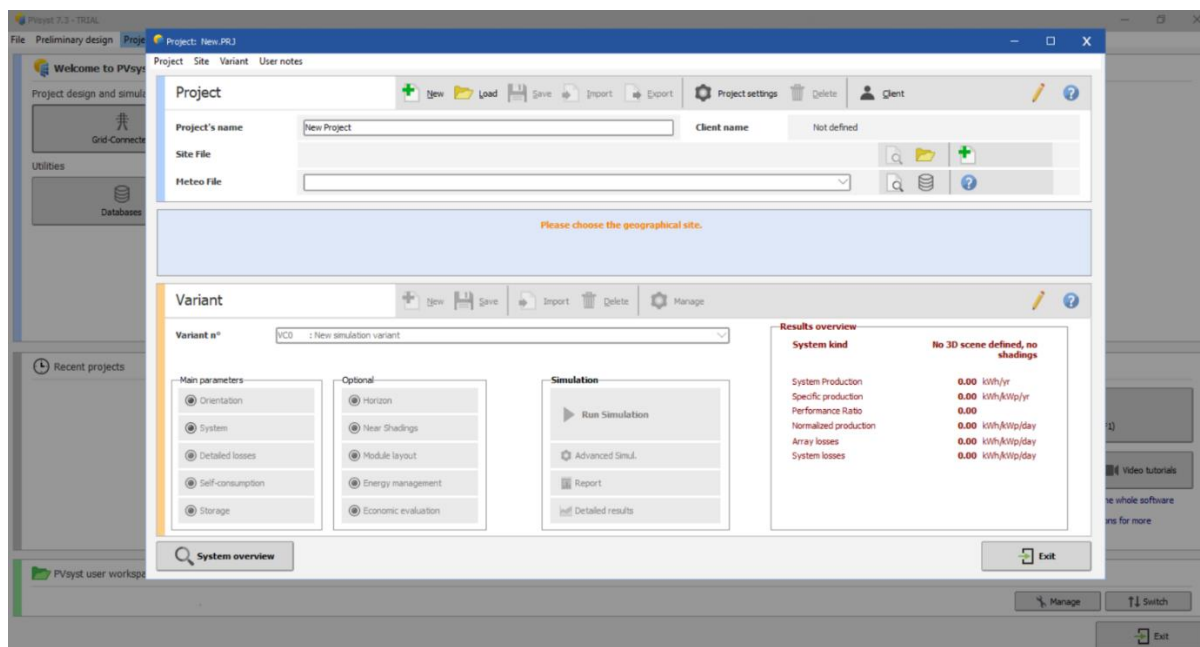 PVsyst 7.3 - TRIAL
File Preliminary design Proje
Project: New.PRJ
Project Site Variant User notes
Welcome to PVsy
Project design and simula
Grid-Connecte
Utilities
Databases
Project New Load Save Import Export Project settings Delete Client
Project's name New Project Client name Not defined
Site File
Meteo File
Please choose the geographical site.
Variant New Save Import Delete Manage
Variant n° VC0 : New simulation variant
Results overview
System kind No 3D scene defined, no shadings
System Production 0.00 kWh/yr
Specific production 0.00 kWh/kWp/yr
Performance Ratio 0.00
Normalized production 0.00 kWh/kWp/day
Array losses 0.00 kWh/kWp/day
System losses 0.00 kWh/kWp/day
Main parameters
Orientation
System
Detailed losses
Self-consumption
Storage
Optional
Horizon
Near Shadings
Module layout
Energy management
Economic evaluation
Simulation
Run Simulation
Advanced Simul.
Report
Detailed results
System overview
Exit
Recent projects
F1)
Video tutorials
he whole software
ons for more
PVsyst user workspa
Manage Switch
Exit